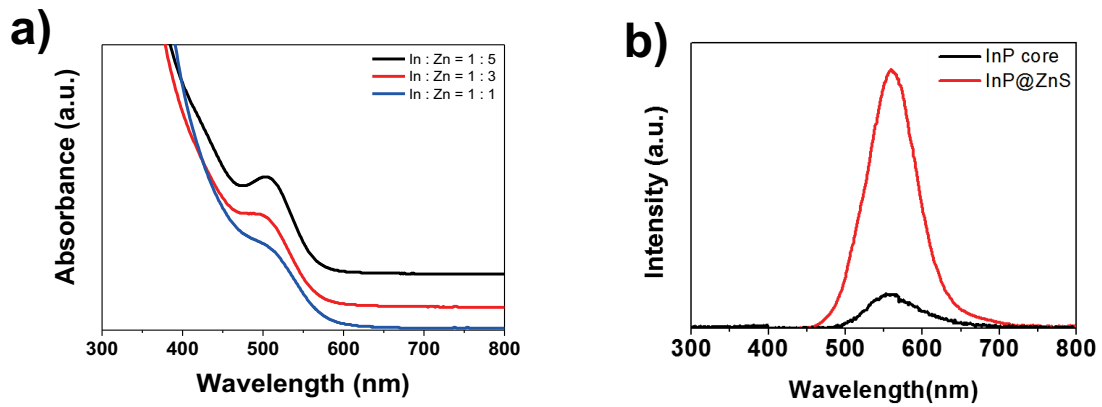 a)
In : Zn = 1 : 5
In : Zn = 1 : 3
In : Zn = 1 : 1
Absorbance (a.u.)
300 400 500 600 700 800
Wavelength (nm)
b)
InP core
InP@ZnS
Intensity (a.u.)
300 400 500 600 700 800
Wavelength(nm)